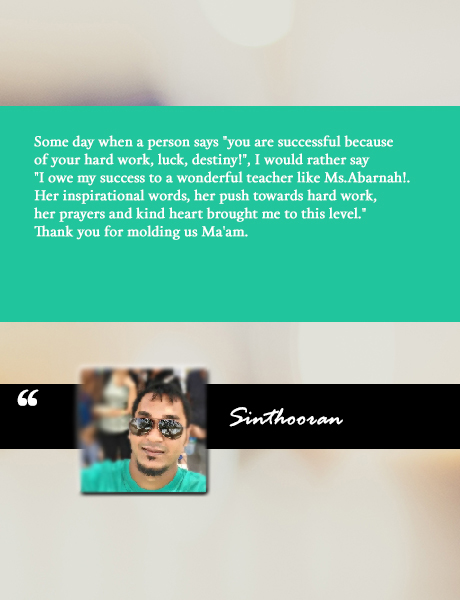 Some day when a person says "you are successful because
of your hard work, luck, destiny!", I would rather say
"I owe my success to a wonderful teacher like Ms.Abarnah!.
Her inspirational words, her push towards hard work,
her prayers and kind heart brought me to this level."
Thank you for molding us Ma'am.
“
Sinthooran